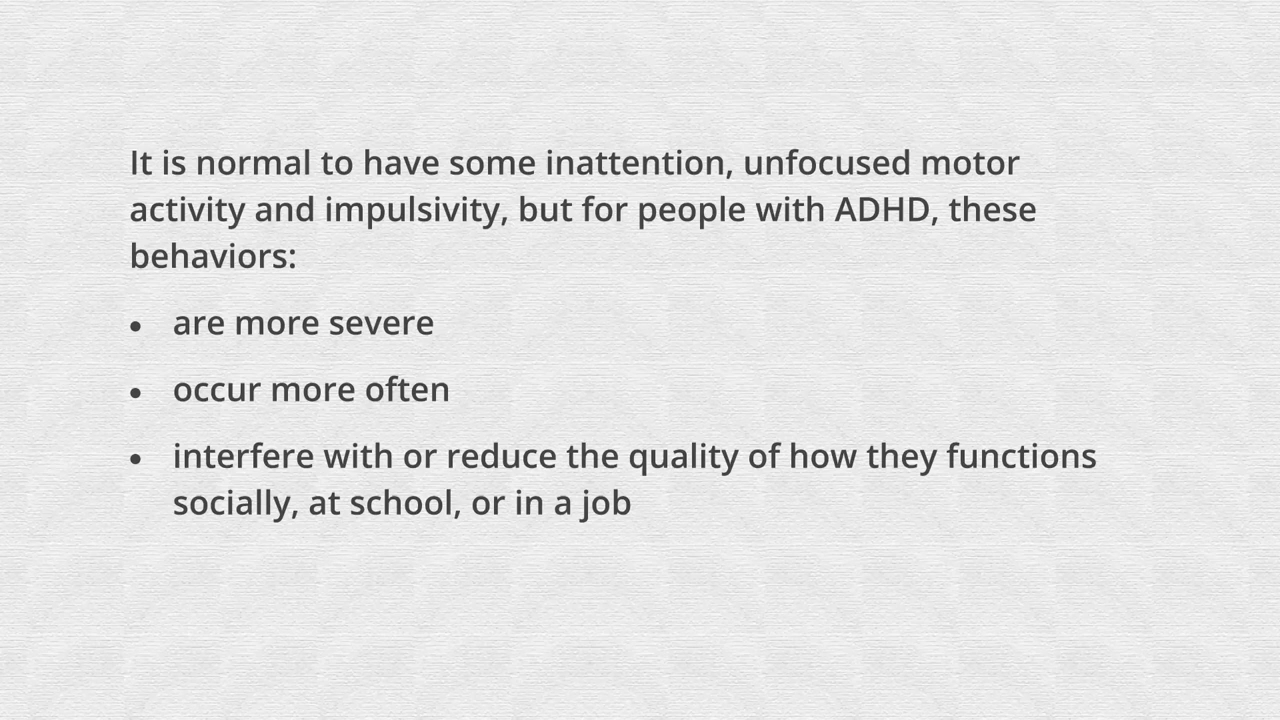 It is normal to have some inattention, unfocused motor
activity and impulsivity, but for people with ADHD, these
behaviors:
• are more severe
• occur more often
• interfere with or reduce the quality of how they functions
socially, at school, or in a job